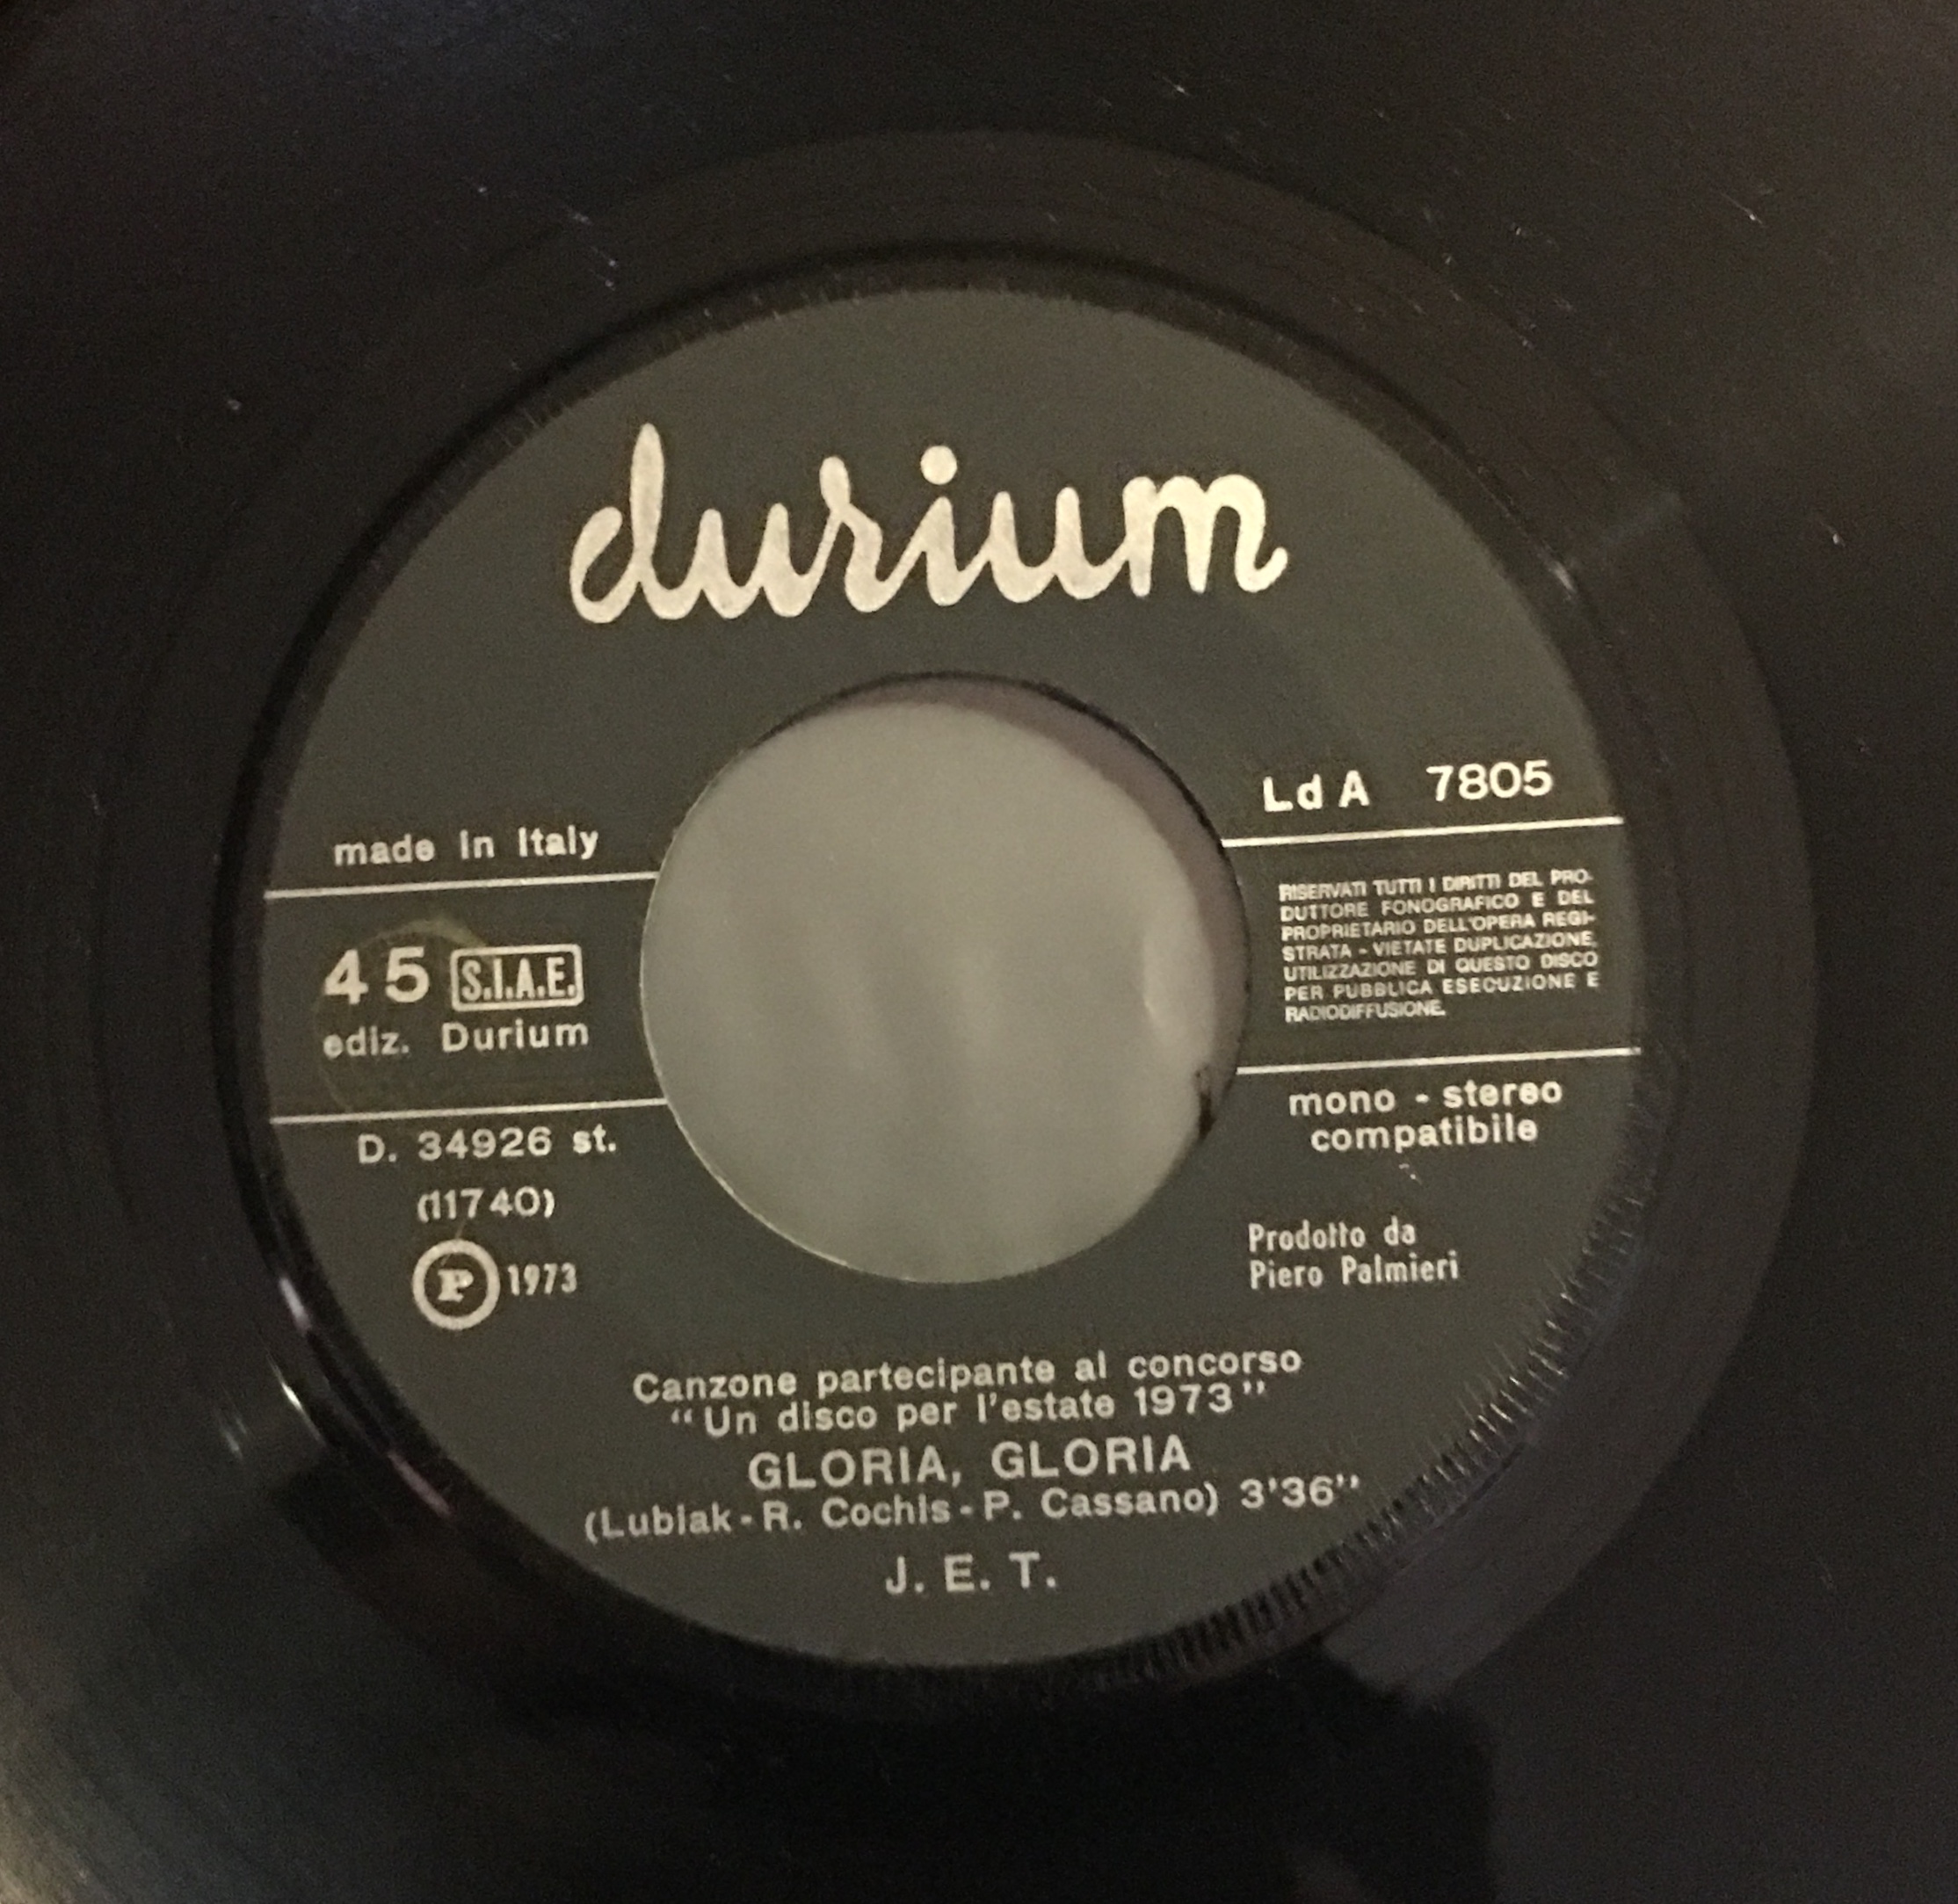 durium
made in Italy
Ld A 7805
45 S.I.A.E.
ediz. Durium
RISERVATI TUTTI I DIRITTI DEL PRO-
DUTTORE FONOGRAFICO E DEL
PROPRIETARIO DELL'OPERA REGI-
STRATA - VIETATE DUPLICAZIONE,
UTILIZZAZIONE DI QUESTO DISCO
PER PUBBLICA ESECUZIONE E
RADIODIFFUSIONE.
D. 34926 st.
(11740)
P 1973
mono - stereo
compatibile
Prodotto da
Piero Palmieri
Canzone partecipante al concorso
“Un disco per l'estate 1973”
GLORIA, GLORIA
(Lubiak - R. Cochis - P. Cassano) 3'36”
J. E. T.